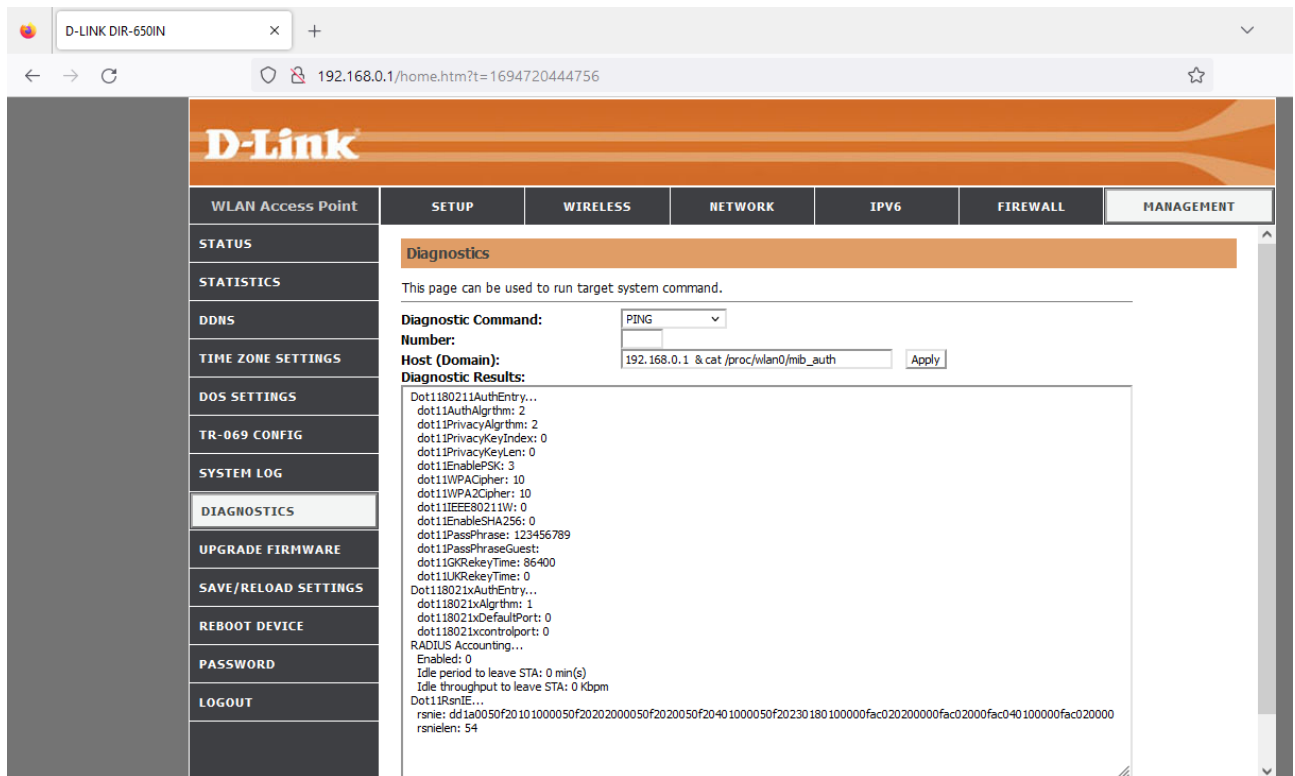 D-LINK DIR-650IN
192.168.0.1/home.htm?t=1694720444756
D-Link
WLAN Access Point
SETUP
WIRELESS
NETWORK
IPV6
FIREWALL
MANAGEMENT
STATUS
STATISTICS
DDNS
TIME ZONE SETTINGS
DOS SETTINGS
TR-069 CONFIG
SYSTEM LOG
DIAGNOSTICS
UPGRADE FIRMWARE
SAVE/RELOAD SETTINGS
REBOOT DEVICE
PASSWORD
LOGOUT
Diagnostics
This page can be used to run target system command.
Diagnostic Command: PING
Number:
Host (Domain): 192.168.0.1 & cat /proc/wlan0/mib_auth Apply
Diagnostic Results:
Dot1180211AuthEntry...
dot11AuthAlgrthm: 2
dot11PrivacyAlgrthm: 2
dot11PrivacyKeyIndex: 0
dot11PrivacyKeyLen: 0
dot11EnablePSK: 3
dot11WPACipher: 10
dot11WPA2Cipher: 10
dot11IEEE80211W: 0
dot11EnableSHA256: 0
dot11PassPhrase: 123456789
dot11PassPhraseGuest:
dot11GKRekeyTime: 86400
dot11UKRekeyTime: 0
Dot118021xAuthEntry...
dot118021xAlgrthm: 1
dot118021xDefaultPort: 0
dot118021xcontrolport: 0
RADIUS Accounting...
Enabled: 0
Idle period to leave STA: 0 min(s)
Idle throughput to leave STA: 0 Kbpm
Dot11RsnIE...
rsnie: dd1a0050f20101000050f20202000050f2020050f20401000050f20230180100000fac020200000fac02000fac040100000fac020000
rsnielen: 54